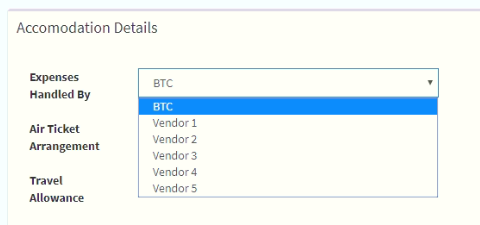 Accomodation Details
Expenses
Handled By
BTC
BTC
Vendor 1
Vendor 2
Vendor 3
Vendor 4
Vendor 5
Air Ticket
Arrangement
Travel
Allowance